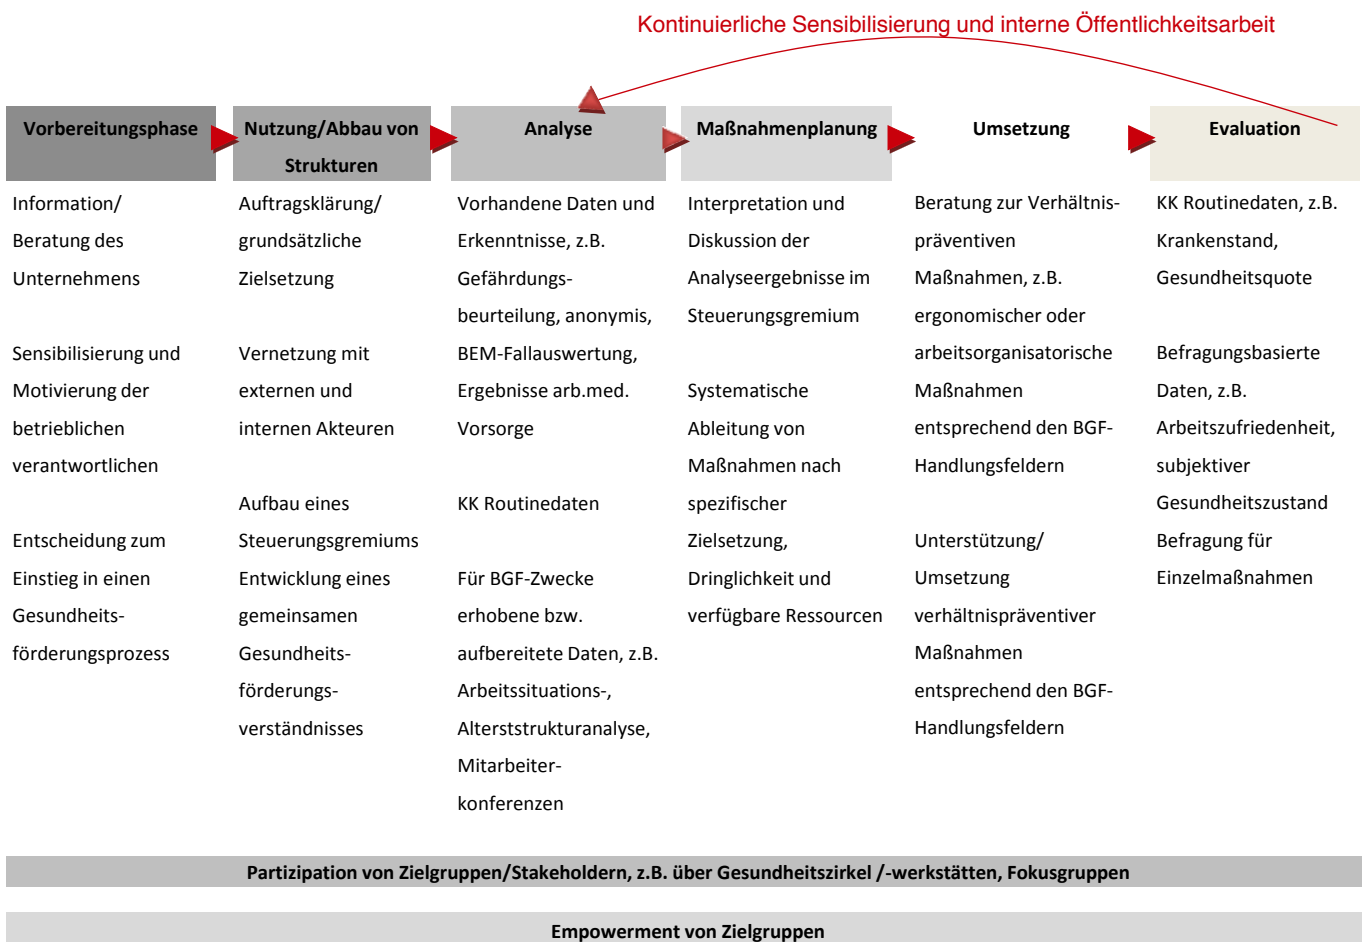 Kontinuierliche Sensibilisierung und interne Öffentlichkeitsarbeit
Vorbereitungsphase
Information/
Beratung des
Unternehmens
Sensibilisierung und
Motivierung der
betrieblichen
verantwortlichen
Entscheidung zum
Einstieg in einen
Gesundheits-
förderungsprozess
Nutzung/Abbau von
Strukturen
Auftragsklärung/
grundsätzliche
Zielsetzung
Vernetzung mit
externen und
internen Akteuren
Aufbau eines
Steuerungsgremiums
Entwicklung eines
gemeinsamen
Gesundheits-
förderungs-
verständnisses
Analyse
Vorhandene Daten und
Erkenntnisse, z.B.
Gefährdungs-
beurteilung, anonymis,
BEM-Fallauswertung,
Ergebnisse arb.med.
Vorsorge
KK Routinedaten
Für BGF-Zwecke
erhobene bzw.
aufbereitete Daten, z.B.
Arbeitssituations-,
Alterststrukturanalyse,
Mitarbeiter-
konferenzen
Maßnahmenplanung
Interpretation und
Diskussion der
Analyseergebnisse im
Steuerungsgremium
Systematische
Ableitung von
Maßnahmen nach
spezifischer
Zielsetzung,
Dringlichkeit und
verfügbare Ressourcen
Umsetzung
Beratung zur Verhältnis-
präventiven
Maßnahmen, z.B.
ergonomischer oder
arbeitsorganisatorische
Maßnahmen
entsprechend den BGF-
Handlungsfeldern
Unterstützung/
Umsetzung
verhältnispräventiver
Maßnahmen
entsprechend den BGF-
Handlungsfeldern
Evaluation
KK Routinedaten, z.B.
Krankenstand,
Gesundheitsquote
Befragungsbasierte
Daten, z.B.
Arbeitszufriedenheit,
subjektiver
Gesundheitszustand
Befragung für
Einzelmaßnahmen
Partizipation von Zielgruppen/Stakeholdern, z.B. über Gesundheitszirkel /-werkstätten, Fokusgruppen
Empowerment von Zielgruppen